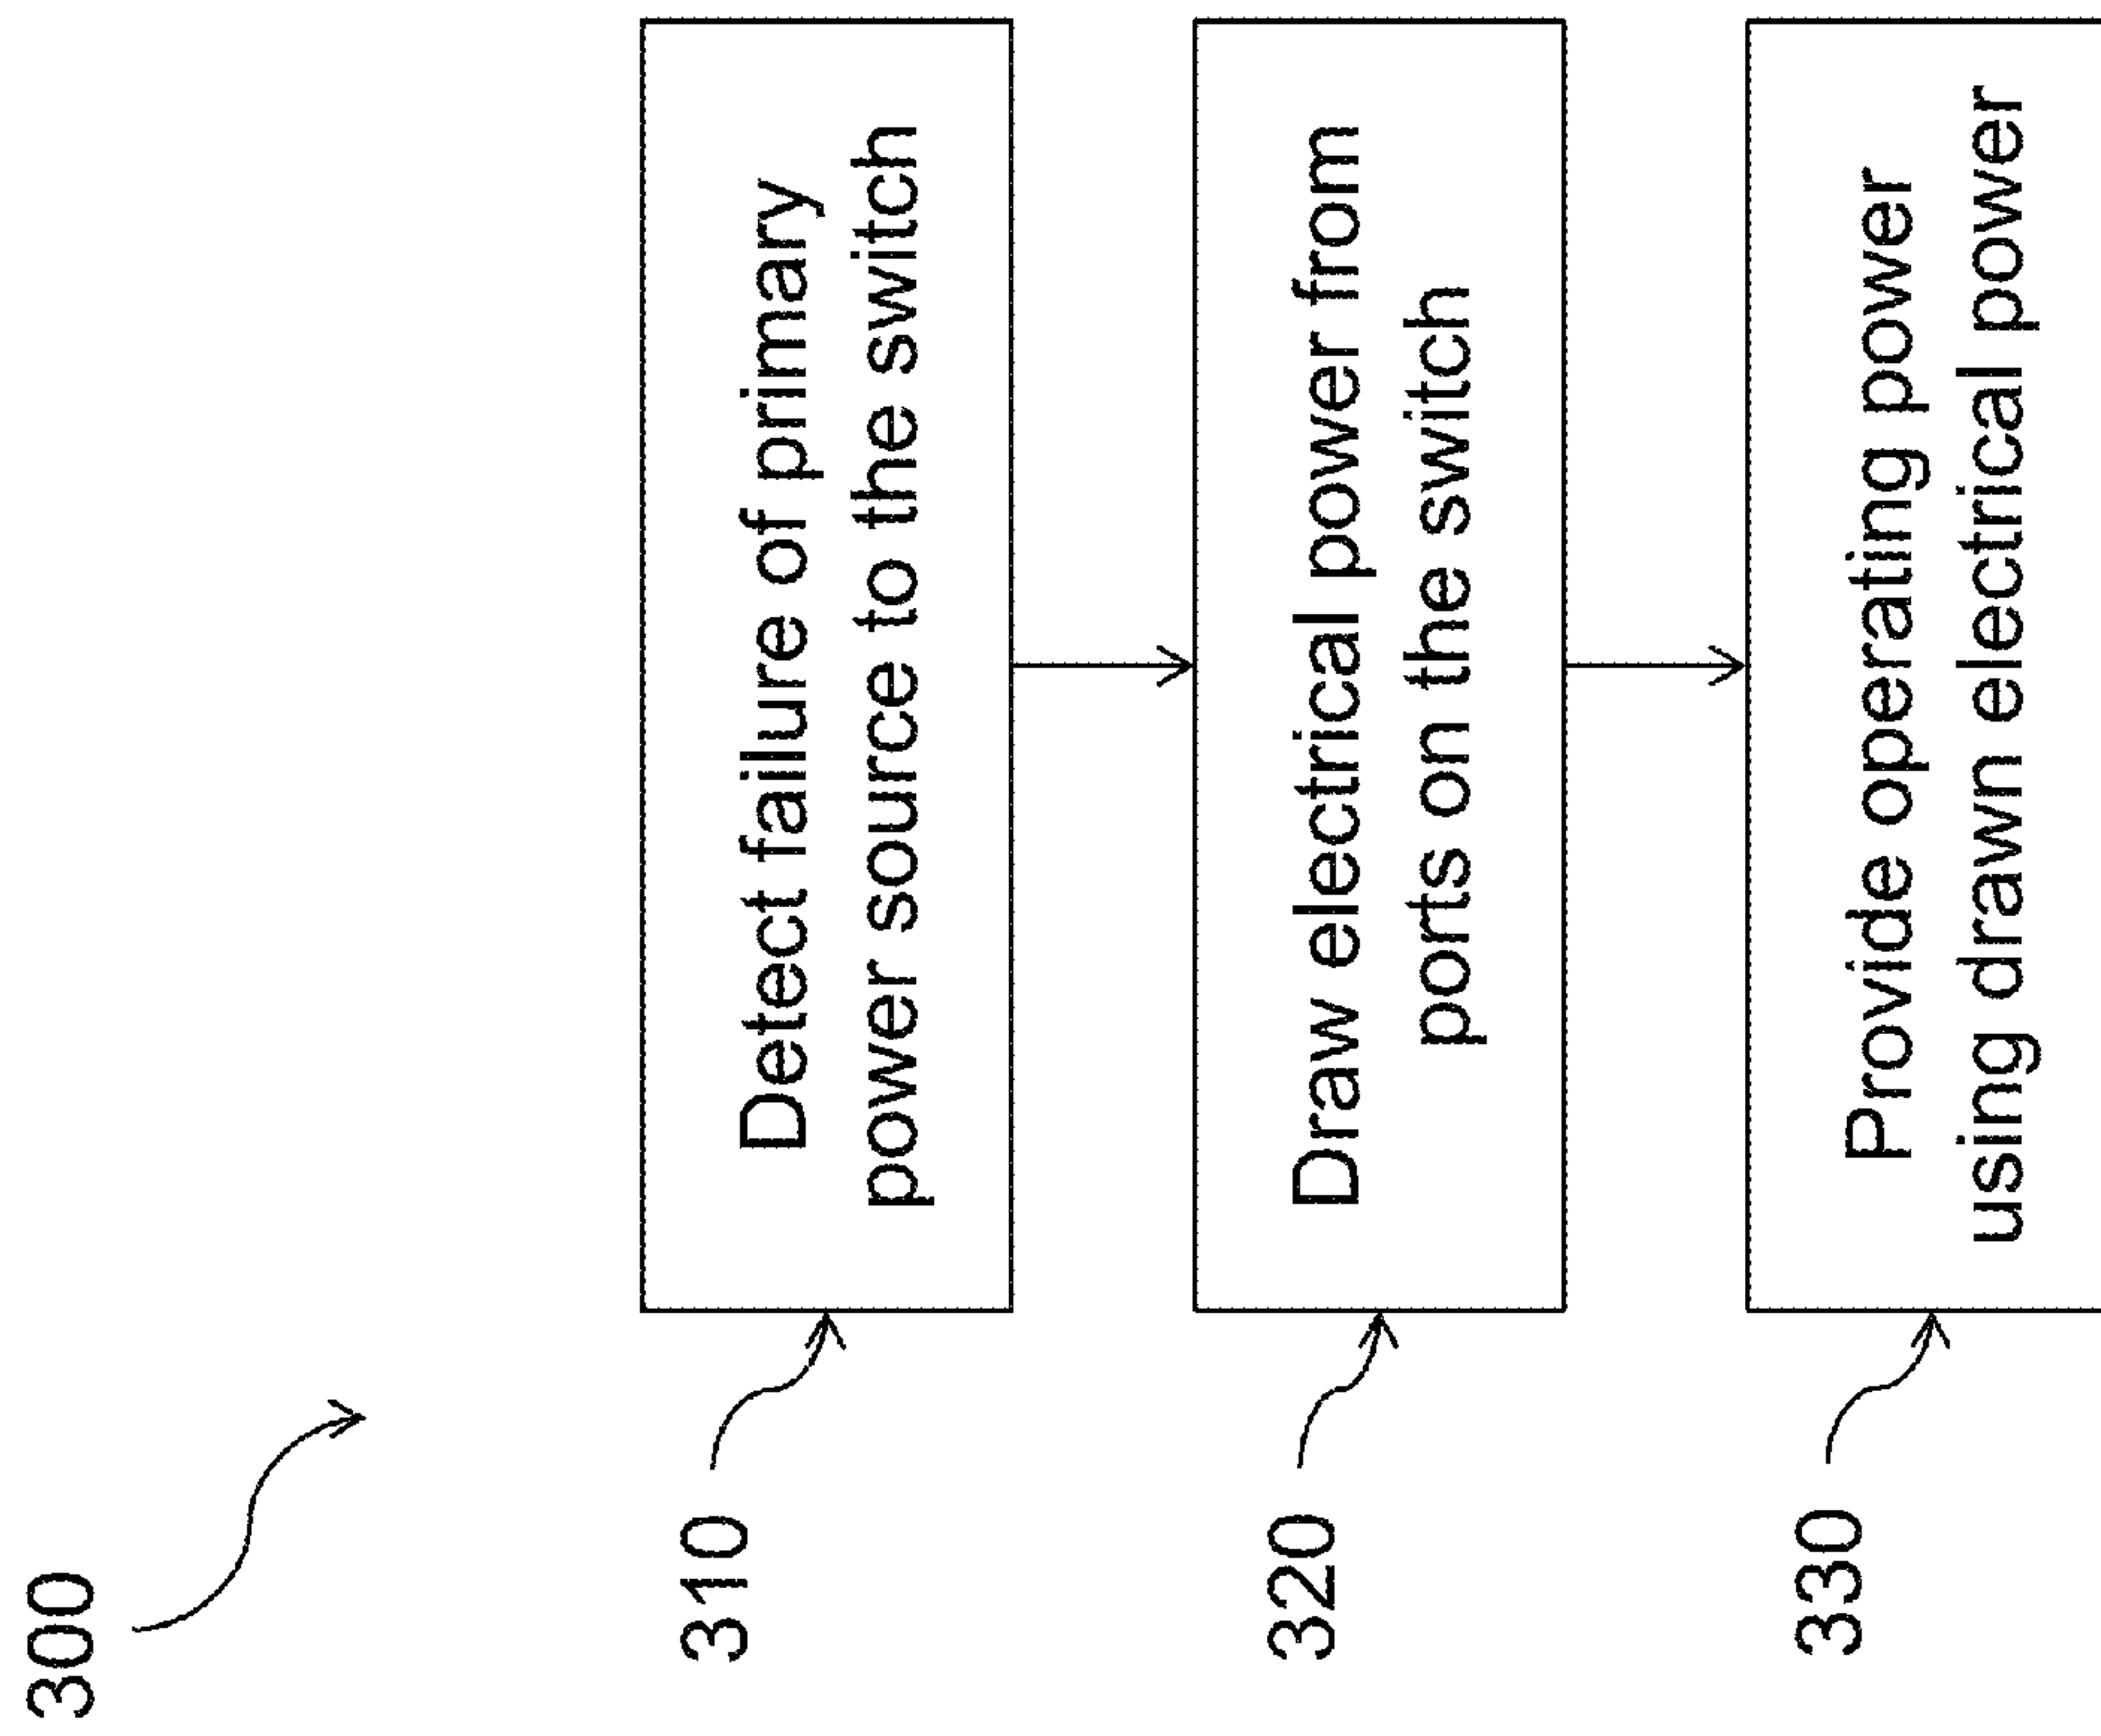 300
310
Detect failure of primary
power source to the switch
320
Draw electrical power from
ports on the switch
330
Provide operating power
using drawn electrical power